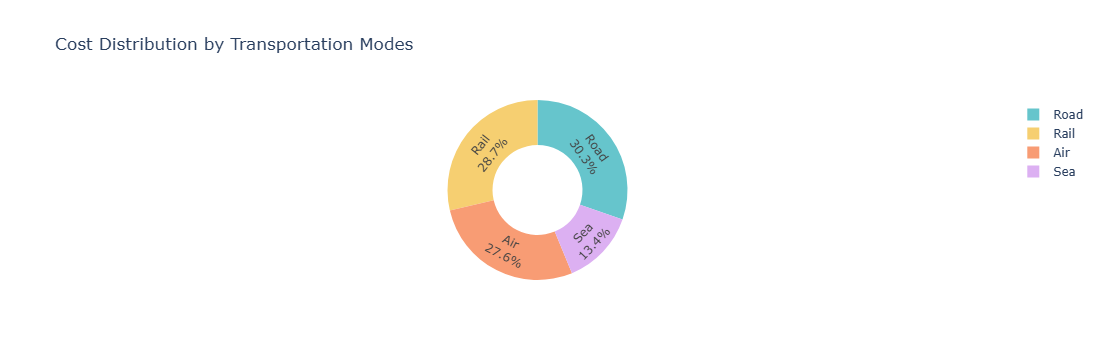 Cost Distribution by Transportation Modes
Road
30.3%
Rail
28.7%
Air
27.6%
Sea
13.4%
Road
Rail
Air
Sea